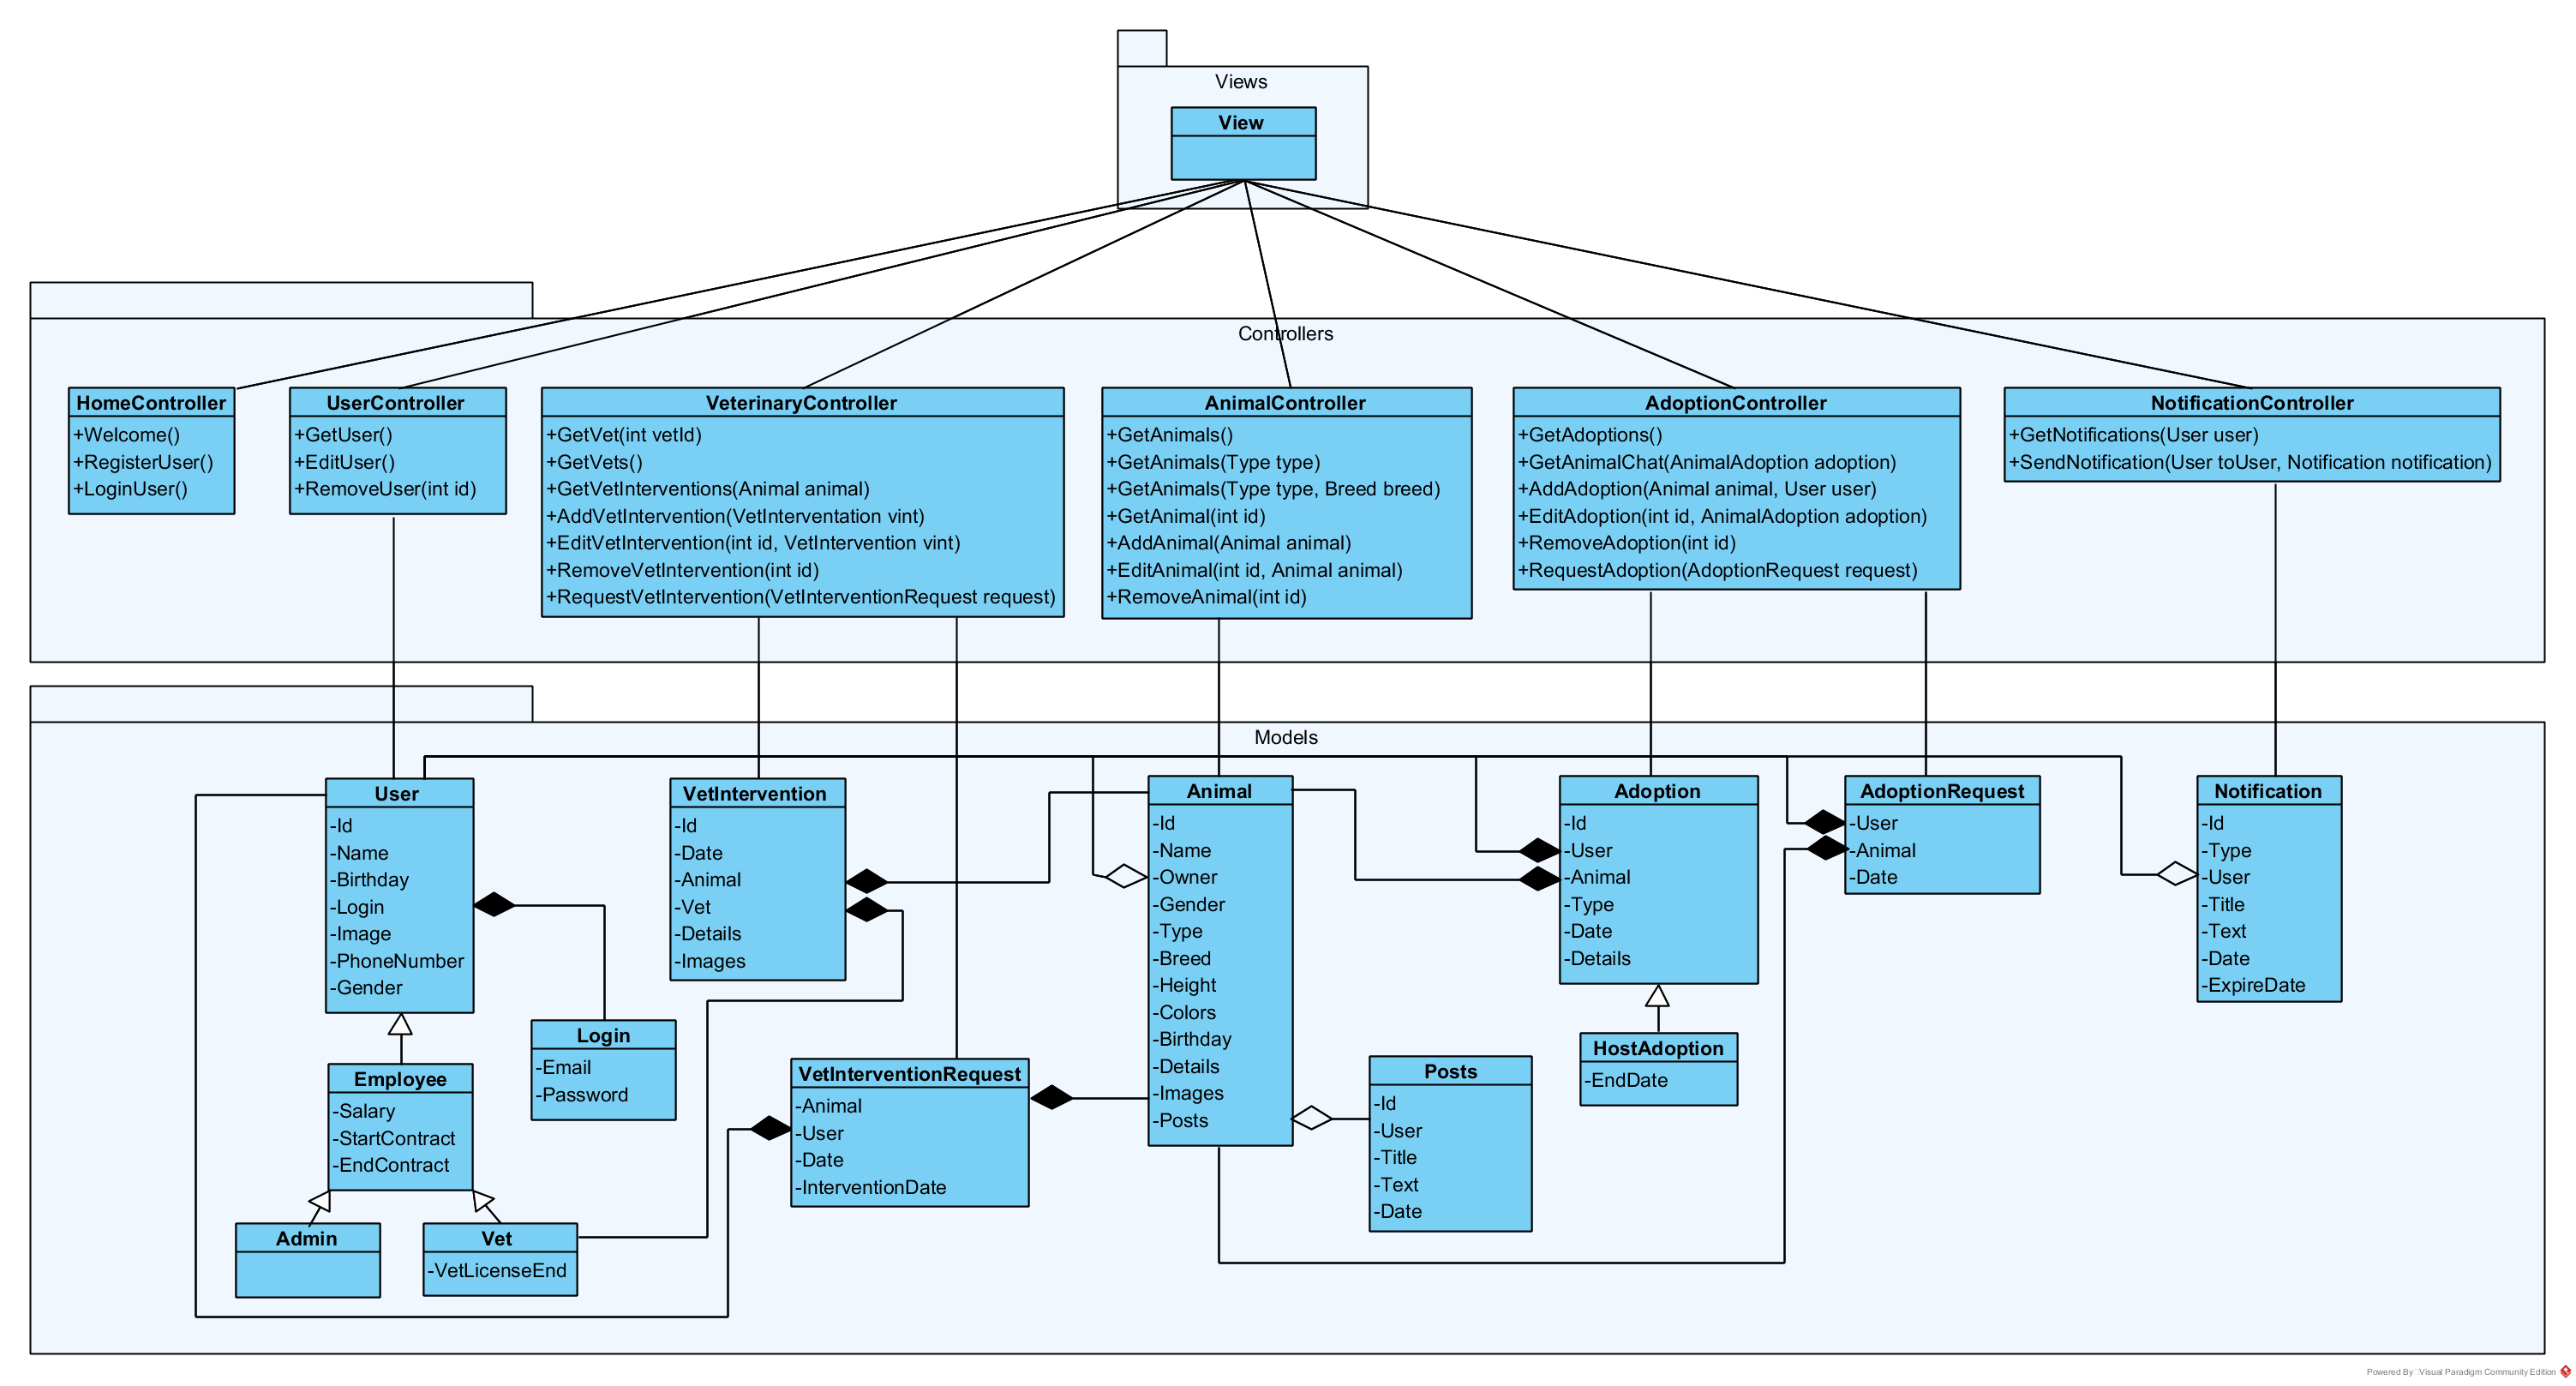 Views
View
Controllers
HomeController
+Welcome()
+RegisterUser()
+LoginUser()
UserController
+GetUser()
+EditUser()
+RemoveUser(int id)
VeterinaryController
+GetVet(int vetId)
+GetVets()
+GetVetInterventions(Animal animal)
+AddVetIntervention(VetInterventation vint)
+EditVetIntervention(int id, VetIntervention vint)
+RemoveVetIntervention(int id)
+RequestVetIntervention(VetInterventionRequest request)
AnimalController
+GetAnimals()
+GetAnimals(Type type)
+GetAnimals(Type type, Breed breed)
+GetAnimal(int id)
+AddAnimal(Animal animal)
+EditAnimal(int id, Animal animal)
+RemoveAnimal(int id)
AdoptionController
+GetAdoptions()
+GetAnimalChat(AnimalAdoption adoption)
+AddAdoption(Animal animal, User user)
+EditAdoption(int id, AnimalAdoption adoption)
+RemoveAdoption(int id)
+RequestAdoption(AdoptionRequest request)
NotificationController
+GetNotifications(User user)
+SendNotification(User toUser, Notification notification)
Models
User
-Id
-Name
-Birthday
-Login
-Image
-PhoneNumber
-Gender
VetIntervention
-Id
-Date
-Animal
-Vet
-Details
-Images
Animal
-Id
-Name
-Owner
-Gender
-Type
-Breed
-Height
-Colors
-Birthday
-Details
-Images
-Posts
Adoption
-Id
-User
-Animal
-Type
-Date
-Details
AdoptionRequest
-User
-Animal
-Date
Notification
-Id
-Type
-User
-Title
-Text
-Date
-ExpireDate
Login
-Email
-Password
Employee
-Salary
-StartContract
-EndContract
VetInterventionRequest
-Animal
-User
-Date
-InterventionDate
HostAdoption
-EndDate
Posts
-Id
-User
-Title
-Text
-Date
Admin
Vet
-VetLicenseEnd
Powered By Visual Paradigm Community Edition